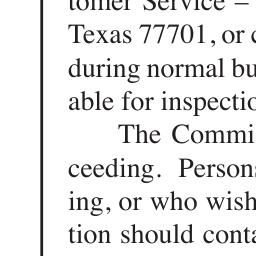 tomer Service –
Texas 77701, or
during normal bu
able for inspectio
The Commi
ceeding. Persons
ing, or who wish
tion should conta